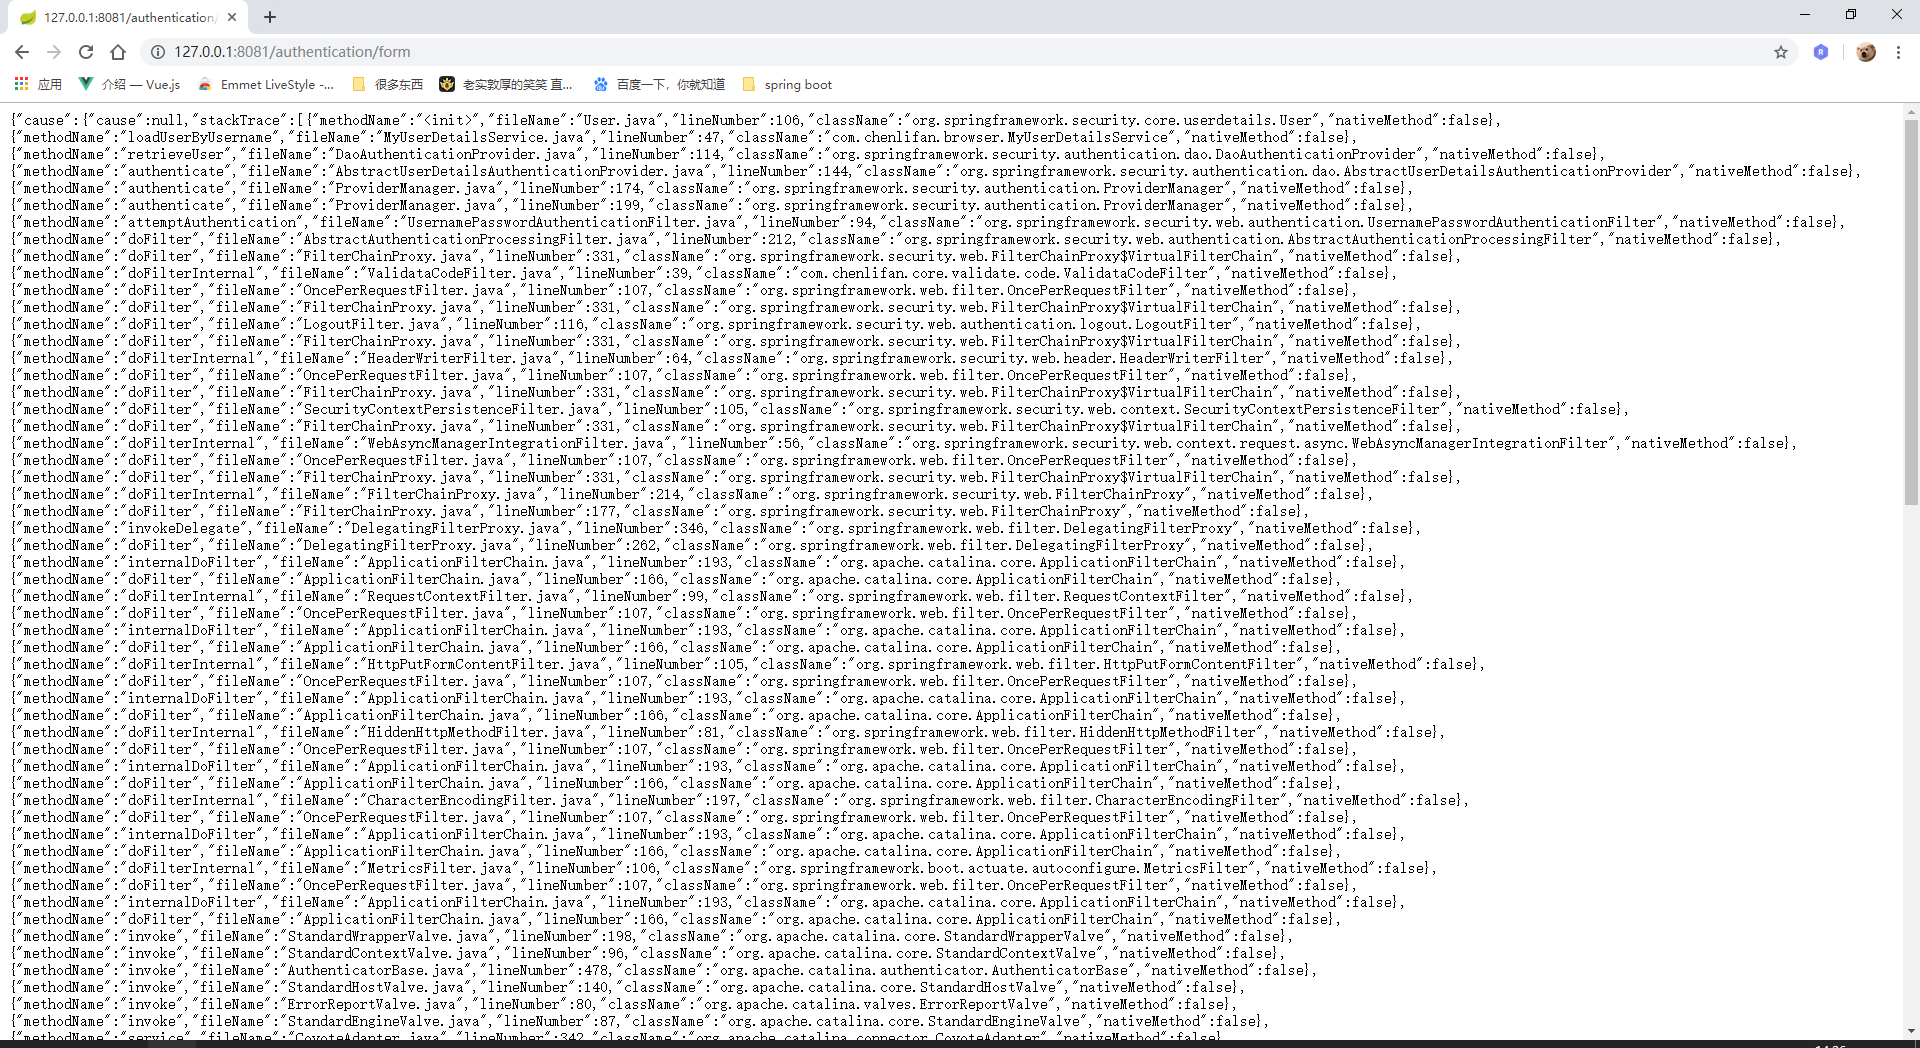 127.0.0.1:8081/authentication/
127.0.0.1:8081/authentication/form
应用 介绍 — Vue.js Emmet LiveStyle -... 很多东西 老实敦厚的笑笑 直... 百度一下，你就知道 spring boot
{"cause":{"cause":null,"stackTrace":[{"methodName":"<init>","fileName":"User.java","lineNumber":106,"className":"org.springframework.security.core.userdetails.User","nativeMethod":false},
{"methodName":"loadUserByUsername","fileName":"MyUserDetailsService.java","lineNumber":47,"className":"com.chenlifan.browser.MyUserDetailsService","nativeMethod":false},
{"methodName":"retrieveUser","fileName":"DaoAuthenticationProvider.java","lineNumber":114,"className":"org.springframework.security.authentication.dao.DaoAuthenticationProvider","nativeMethod":false},
{"methodName":"authenticate","fileName":"AbstractUserDetailsAuthenticationProvider.java","lineNumber":144,"className":"org.springframework.security.authentication.dao.AbstractUserDetailsAuthenticationProvider","nativeMethod":false},
{"methodName":"authenticate","fileName":"ProviderManager.java","lineNumber":174,"className":"org.springframework.security.authentication.ProviderManager","nativeMethod":false},
{"methodName":"authenticate","fileName":"ProviderManager.java","lineNumber":199,"className":"org.springframework.security.authentication.ProviderManager","nativeMethod":false},
{"methodName":"attemptAuthentication","fileName":"UsernamePasswordAuthenticationFilter.java","lineNumber":94,"className":"org.springframework.security.web.authentication.UsernamePasswordAuthenticationFilter","nativeMethod":false},
{"methodName":"doFilter","fileName":"AbstractAuthenticationProcessingFilter.java","lineNumber":212,"className":"org.springframework.security.web.authentication.AbstractAuthenticationProcessingFilter","nativeMethod":false},
{"methodName":"doFilter","fileName":"FilterChainProxy.java","lineNumber":331,"className":"org.springframework.security.web.FilterChainProxy$VirtualFilterChain","nativeMethod":false},
{"methodName":"doFilterInternal","fileName":"ValidataCodeFilter.java","lineNumber":39,"className":"com.chenlifan.core.validate.code.ValidataCodeFilter","nativeMethod":false},
{"methodName":"doFilter","fileName":"OncePerRequestFilter.java","lineNumber":107,"className":"org.springframework.web.filter.OncePerRequestFilter","nativeMethod":false},
{"methodName":"doFilter","fileName":"FilterChainProxy.java","lineNumber":331,"className":"org.springframework.security.web.FilterChainProxy$VirtualFilterChain","nativeMethod":false},
{"methodName":"doFilter","fileName":"LogoutFilter.java","lineNumber":116,"className":"org.springframework.security.web.authentication.logout.LogoutFilter","nativeMethod":false},
{"methodName":"doFilter","fileName":"FilterChainProxy.java","lineNumber":331,"className":"org.springframework.security.web.FilterChainProxy$VirtualFilterChain","nativeMethod":false},
{"methodName":"doFilterInternal","fileName":"HeaderWriterFilter.java","lineNumber":64,"className":"org.springframework.security.web.header.HeaderWriterFilter","nativeMethod":false},
{"methodName":"doFilter","fileName":"OncePerRequestFilter.java","lineNumber":107,"className":"org.springframework.web.filter.OncePerRequestFilter","nativeMethod":false},
{"methodName":"doFilter","fileName":"FilterChainProxy.java","lineNumber":331,"className":"org.springframework.security.web.FilterChainProxy$VirtualFilterChain","nativeMethod":false},
{"methodName":"doFilter","fileName":"SecurityContextPersistenceFilter.java","lineNumber":105,"className":"org.springframework.security.web.context.SecurityContextPersistenceFilter","nativeMethod":false},
{"methodName":"doFilter","fileName":"FilterChainProxy.java","lineNumber":331,"className":"org.springframework.security.web.FilterChainProxy$VirtualFilterChain","nativeMethod":false},
{"methodName":"doFilterInternal","fileName":"WebAsyncManagerIntegrationFilter.java","lineNumber":56,"className":"org.springframework.security.web.context.request.async.WebAsyncManagerIntegrationFilter","nativeMethod":false},
{"methodName":"doFilter","fileName":"OncePerRequestFilter.java","lineNumber":107,"className":"org.springframework.web.filter.OncePerRequestFilter","nativeMethod":false},
{"methodName":"doFilter","fileName":"FilterChainProxy.java","lineNumber":331,"className":"org.springframework.security.web.FilterChainProxy$VirtualFilterChain","nativeMethod":false},
{"methodName":"doFilterInternal","fileName":"FilterChainProxy.java","lineNumber":214,"className":"org.springframework.security.web.FilterChainProxy","nativeMethod":false},
{"methodName":"doFilter","fileName":"FilterChainProxy.java","lineNumber":177,"className":"org.springframework.security.web.FilterChainProxy","nativeMethod":false},
{"methodName":"invokeDelegate","fileName":"DelegatingFilterProxy.java","lineNumber":346,"className":"org.springframework.web.filter.DelegatingFilterProxy","nativeMethod":false},
{"methodName":"doFilter","fileName":"DelegatingFilterProxy.java","lineNumber":262,"className":"org.springframework.web.filter.DelegatingFilterProxy","nativeMethod":false},
{"methodName":"internalDoFilter","fileName":"ApplicationFilterChain.java","lineNumber":193,"className":"org.apache.catalina.core.ApplicationFilterChain","nativeMethod":false},
{"methodName":"doFilter","fileName":"ApplicationFilterChain.java","lineNumber":166,"className":"org.apache.catalina.core.ApplicationFilterChain","nativeMethod":false},
{"methodName":"doFilterInternal","fileName":"RequestContextFilter.java","lineNumber":99,"className":"org.springframework.web.filter.RequestContextFilter","nativeMethod":false},
{"methodName":"doFilter","fileName":"OncePerRequestFilter.java","lineNumber":107,"className":"org.springframework.web.filter.OncePerRequestFilter","nativeMethod":false},
{"methodName":"internalDoFilter","fileName":"ApplicationFilterChain.java","lineNumber":193,"className":"org.apache.catalina.core.ApplicationFilterChain","nativeMethod":false},
{"methodName":"doFilter","fileName":"ApplicationFilterChain.java","lineNumber":166,"className":"org.apache.catalina.core.ApplicationFilterChain","nativeMethod":false},
{"methodName":"doFilterInternal","fileName":"HttpPutFormContentFilter.java","lineNumber":105,"className":"org.springframework.web.filter.HttpPutFormContentFilter","nativeMethod":false},
{"methodName":"doFilter","fileName":"OncePerRequestFilter.java","lineNumber":107,"className":"org.springframework.web.filter.OncePerRequestFilter","nativeMethod":false},
{"methodName":"internalDoFilter","fileName":"ApplicationFilterChain.java","lineNumber":193,"className":"org.apache.catalina.core.ApplicationFilterChain","nativeMethod":false},
{"methodName":"doFilter","fileName":"ApplicationFilterChain.java","lineNumber":166,"className":"org.apache.catalina.core.ApplicationFilterChain","nativeMethod":false},
{"methodName":"doFilterInternal","fileName":"HiddenHttpMethodFilter.java","lineNumber":81,"className":"org.springframework.web.filter.HiddenHttpMethodFilter","nativeMethod":false},
{"methodName":"doFilter","fileName":"OncePerRequestFilter.java","lineNumber":107,"className":"org.springframework.web.filter.OncePerRequestFilter","nativeMethod":false},
{"methodName":"internalDoFilter","fileName":"ApplicationFilterChain.java","lineNumber":193,"className":"org.apache.catalina.core.ApplicationFilterChain","nativeMethod":false},
{"methodName":"doFilter","fileName":"ApplicationFilterChain.java","lineNumber":166,"className":"org.apache.catalina.core.ApplicationFilterChain","nativeMethod":false},
{"methodName":"doFilterInternal","fileName":"CharacterEncodingFilter.java","lineNumber":197,"className":"org.springframework.web.filter.CharacterEncodingFilter","nativeMethod":false},
{"methodName":"doFilter","fileName":"OncePerRequestFilter.java","lineNumber":107,"className":"org.springframework.web.filter.OncePerRequestFilter","nativeMethod":false},
{"methodName":"internalDoFilter","fileName":"ApplicationFilterChain.java","lineNumber":193,"className":"org.apache.catalina.core.ApplicationFilterChain","nativeMethod":false},
{"methodName":"doFilter","fileName":"ApplicationFilterChain.java","lineNumber":166,"className":"org.apache.catalina.core.ApplicationFilterChain","nativeMethod":false},
{"methodName":"doFilterInternal","fileName":"MetricsFilter.java","lineNumber":106,"className":"org.springframework.boot.actuate.autoconfigure.MetricsFilter","nativeMethod":false},
{"methodName":"doFilter","fileName":"OncePerRequestFilter.java","lineNumber":107,"className":"org.springframework.web.filter.OncePerRequestFilter","nativeMethod":false},
{"methodName":"internalDoFilter","fileName":"ApplicationFilterChain.java","lineNumber":193,"className":"org.apache.catalina.core.ApplicationFilterChain","nativeMethod":false},
{"methodName":"doFilter","fileName":"ApplicationFilterChain.java","lineNumber":166,"className":"org.apache.catalina.core.ApplicationFilterChain","nativeMethod":false},
{"methodName":"invoke","fileName":"StandardWrapperValve.java","lineNumber":198,"className":"org.apache.catalina.core.StandardWrapperValve","nativeMethod":false},
{"methodName":"invoke","fileName":"StandardContextValve.java","lineNumber":96,"className":"org.apache.catalina.core.StandardContextValve","nativeMethod":false},
{"methodName":"invoke","fileName":"AuthenticatorBase.java","lineNumber":478,"className":"org.apache.catalina.authenticator.AuthenticatorBase","nativeMethod":false},
{"methodName":"invoke","fileName":"StandardHostValve.java","lineNumber":140,"className":"org.apache.catalina.core.StandardHostValve","nativeMethod":false},
{"methodName":"invoke","fileName":"ErrorReportValve.java","lineNumber":80,"className":"org.apache.catalina.valves.ErrorReportValve","nativeMethod":false},
{"methodName":"invoke","fileName":"StandardEngineValve.java","lineNumber":87,"className":"org.apache.catalina.core.StandardEngineValve","nativeMethod":false},
{"methodName":"service","fileName":"CoyoteAdapter.java","lineNumber":342,"className":"org.apache.catalina.connector.CoyoteAdapter","nativeMethod":false}